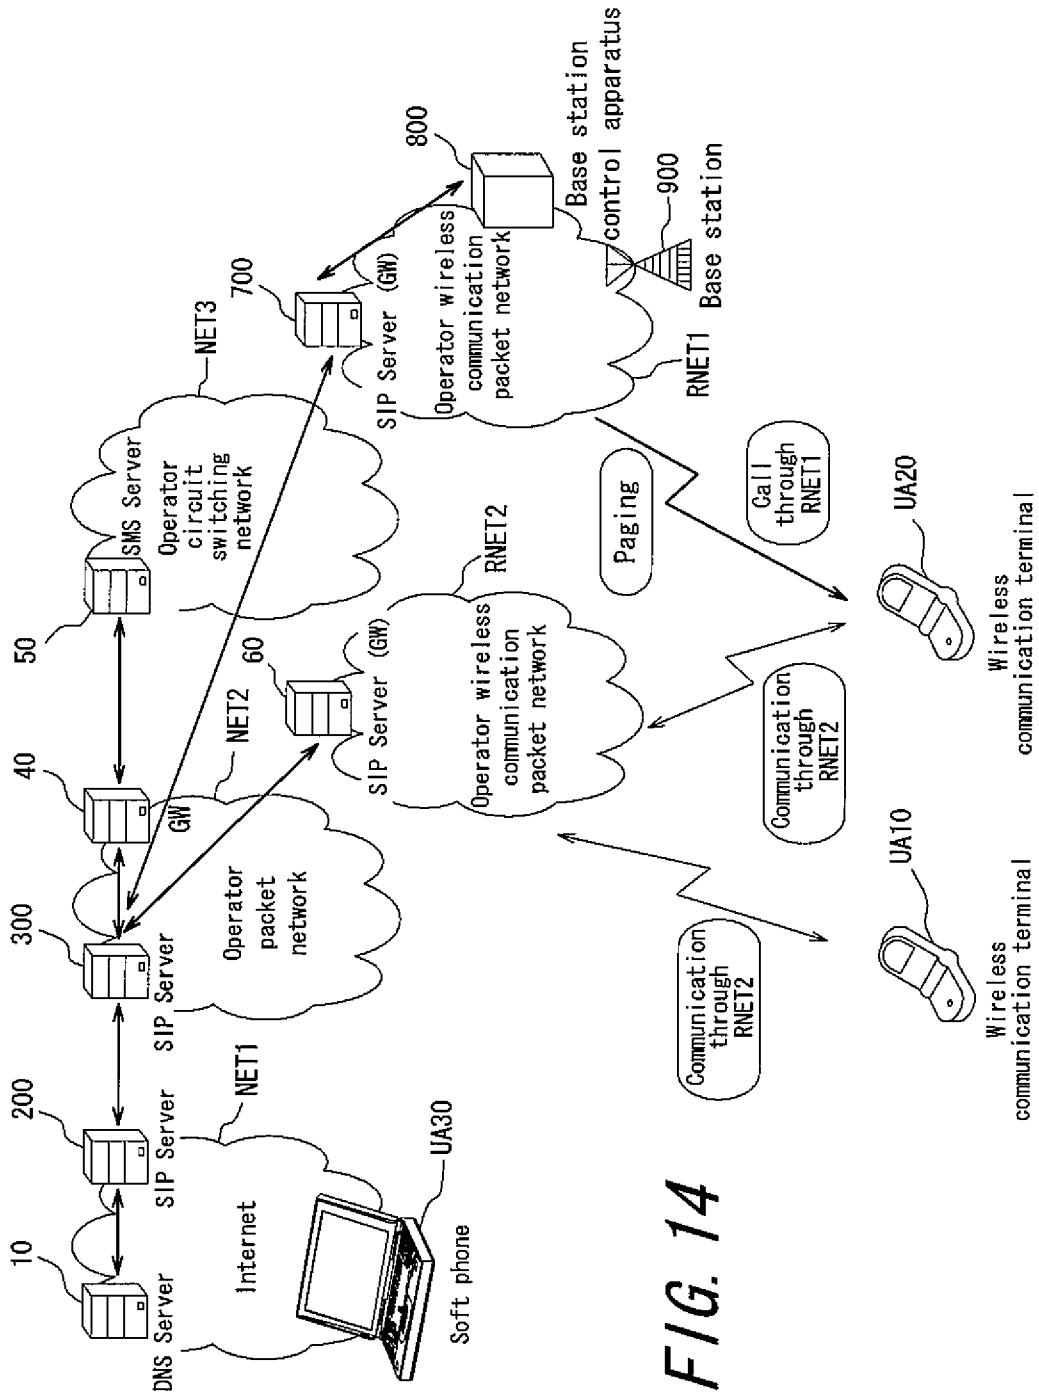 10
200
300
40
50
DNS Server
SIP Server
SIP Server
GW
SMS Server
NET1
NET2
NET3
Internet
Operator
packet
network
Operator
circuit
switching
network
60
SIP Server (GW)
RNET2
Operator wireless
communication
packet network
700
SIP Server (GW)
Operator wireless
communication
packet network
800
Base station
control apparatus
900
Base station
RNET1
UA30
Soft phone
Paging
Call
through
RNET1
Communication
through
RNET2
Communication
through
RNET2
UA10
Wireless
communication terminal
UA20
Wireless
communication terminal
FIG. 14